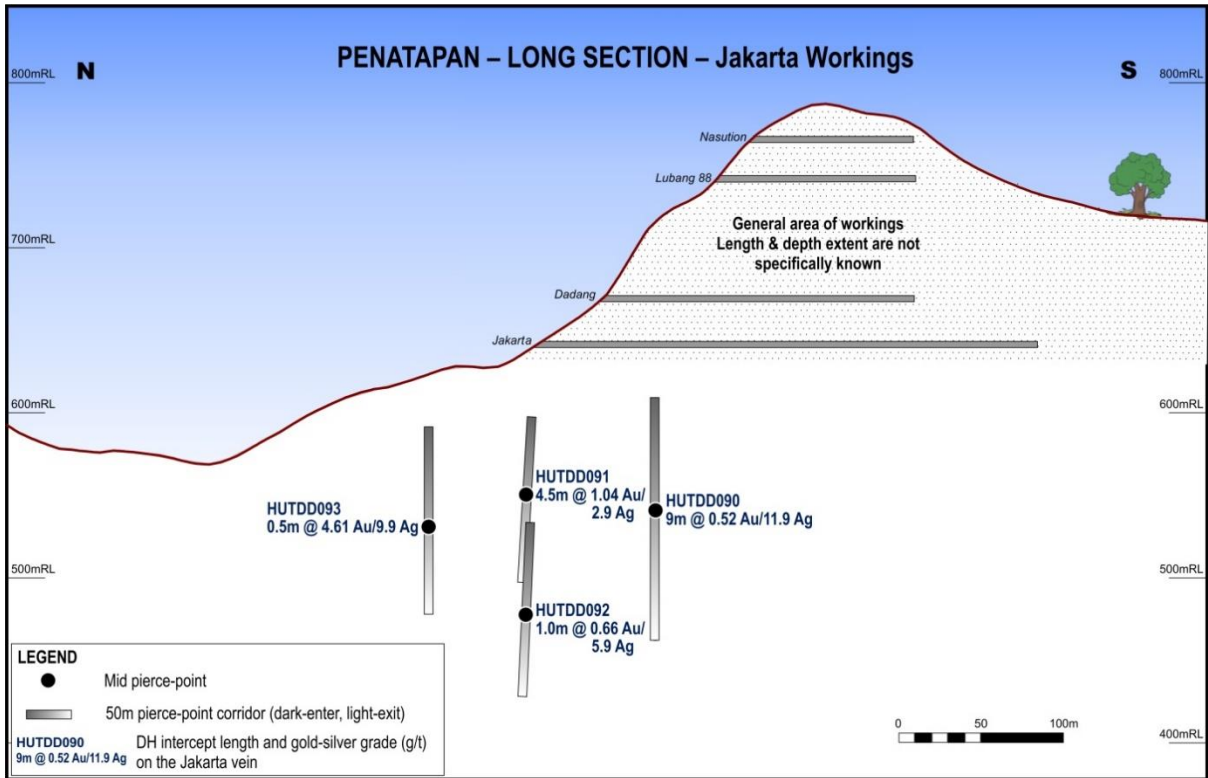 PENATAPAN – LONG SECTION – Jakarta Workings
N
S
800mRL
800mRL
Nasution
Lubang 88
General area of workings
Length & depth extent are not
specifically known
700mRL
700mRL
Dadang
Jakarta
600mRL
600mRL
HUTDD091
4.5m @ 1.04 Au/
2.9 Ag
HUTDD093
0.5m @ 4.61 Au/9.9 Ag
HUTDD090
9m @ 0.52 Au/11.9 Ag
500mRL
500mRL
HUTDD092
1.0m @ 0.66 Au/
5.9 Ag
LEGEND
Mid pierce-point
50m pierce-point corridor (dark-enter, light-exit)
HUTDD090
9m @ 0.52 Au/11.9 Ag
DH intercept length and gold-silver grade (g/t)
on the Jakarta vein
0 50 100m
400mRL